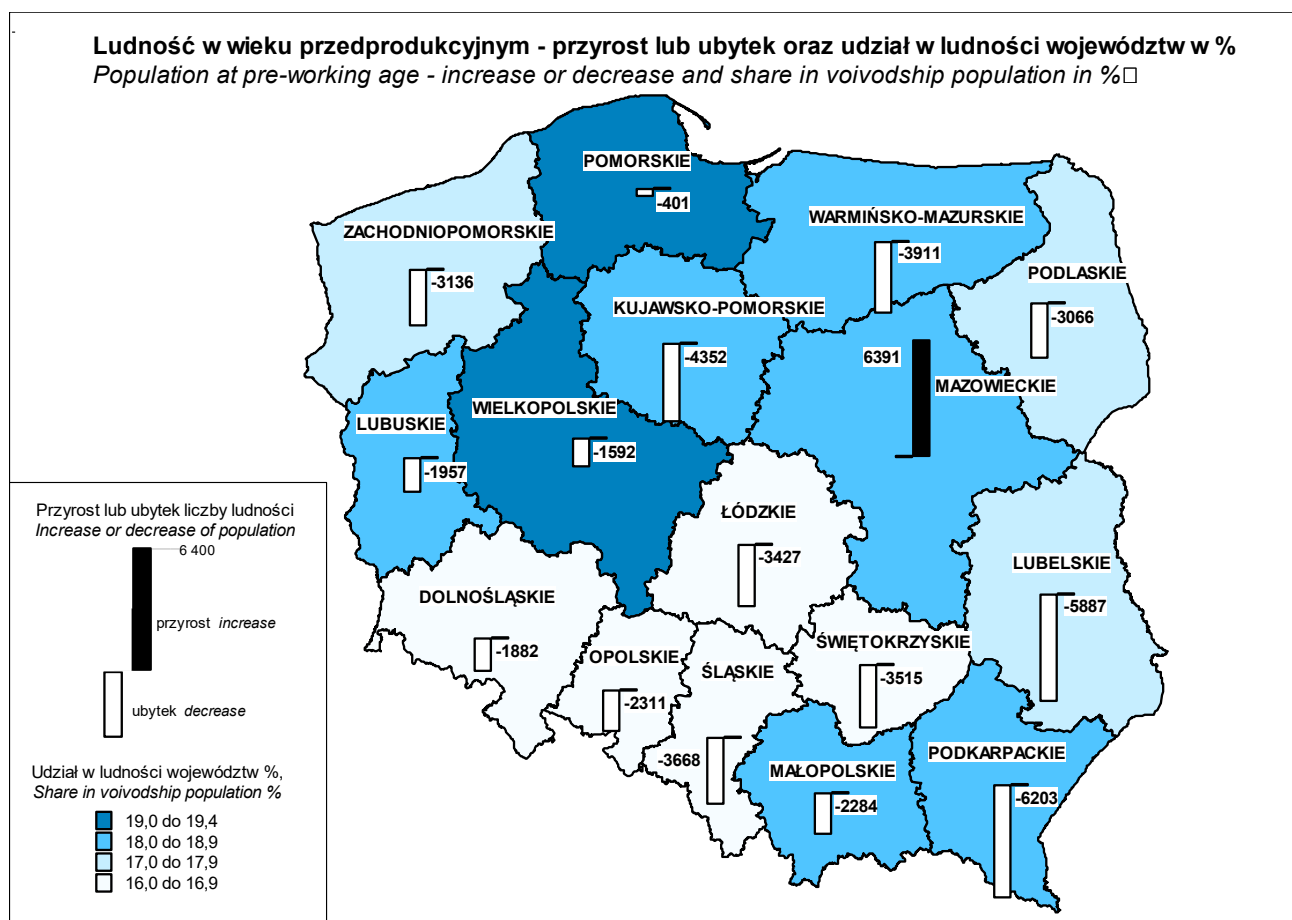 -
Ludność w wieku przedprodukcyjnym - przyrost lub ubytek oraz udział w ludności województw w %
Population at pre-working age - increase or decrease and share in voivodship population in %□
POMORSKIE
-401
WARMIŃSKO-MAZURSKIE
-3911
ZACHODNIOPOMORSKIE
-3136
PODLASKIE
-3066
KUJAWSKO-POMORSKIE
-4352
6391
MAZOWIECKIE
WIELKOPOLSKIE
-1592
LUBUSKIE
-1957
ŁÓDZKIE
-3427
LUBELSKIE
-5887
DOLNOŚLĄSKIE
-1882
OPOLSKIE
-2311
ŚLĄSKIE
-3668
ŚWIĘTOKRZYSKIE
-3515
MAŁOPOLSKIE
-2284
PODKARPACKIE
-6203
Przyrost lub ubytek liczby ludności
Increase or decrease of population
6 400
przyrost increase
ubytek decrease
Udział w ludności województw %,
Share in voivodship population %
19,0 do 19,4
18,0 do 18,9
17,0 do 17,9
16,0 do 16,9